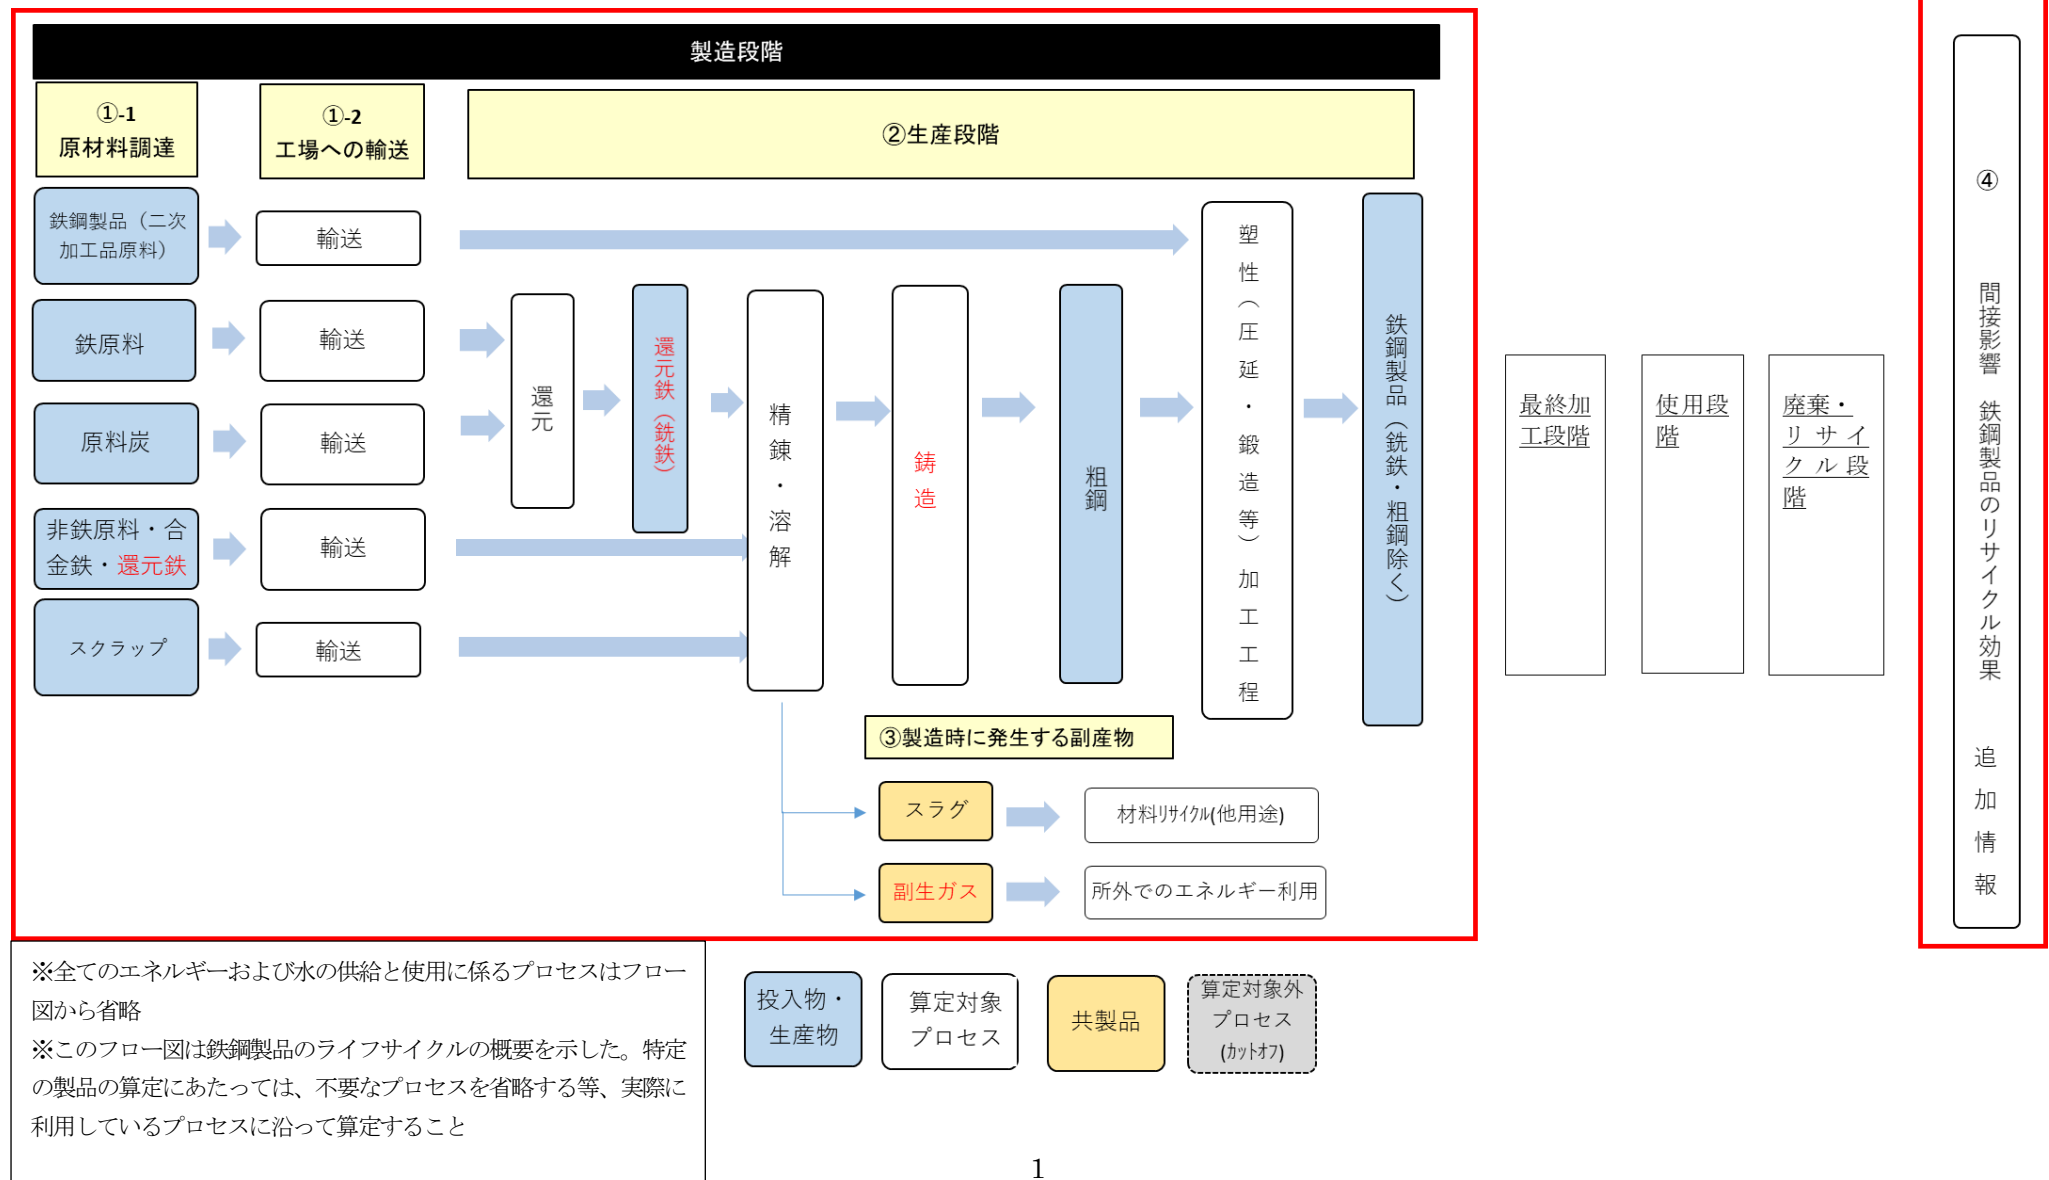 製造段階
①-1
原材料調達
①-2
工場への輸送
②生産段階
鉄鋼製品（二次
加工品原料）
輸送
鉄原料
輸送
原料炭
輸送
非鉄原料・合
金鉄・還元鉄
輸送
スクラップ
輸送
還元
還元鉄（銑鉄）
精錬・溶解
鋳造
粗鋼
塑性（圧延・鍛造等）加工工程
鉄鋼製品（銑鉄・粗鋼除く）
③製造時に発生する副産物
スラグ
材料ﾘｻｲｸﾙ(他用途)
副生ガス
所外でのエネルギー利用
最終加
工段階
使用段
階
廃棄・
リサイ
クル段
階
④ 間接影響 鉄鋼製品のリサイクル効果 追加情報
※全てのエネルギーおよび水の供給と使用に係るプロセスはフロー
図から省略
※このフロー図は鉄鋼製品のライフサイクルの概要を示した。特定
の製品の算定にあたっては、不要なプロセスを省略する等、実際に
利用しているプロセスに沿って算定すること
投入物・
生産物
算定対象
プロセス
共製品
算定対象外
プロセス
(ｶｯﾄｵﾌ)
1